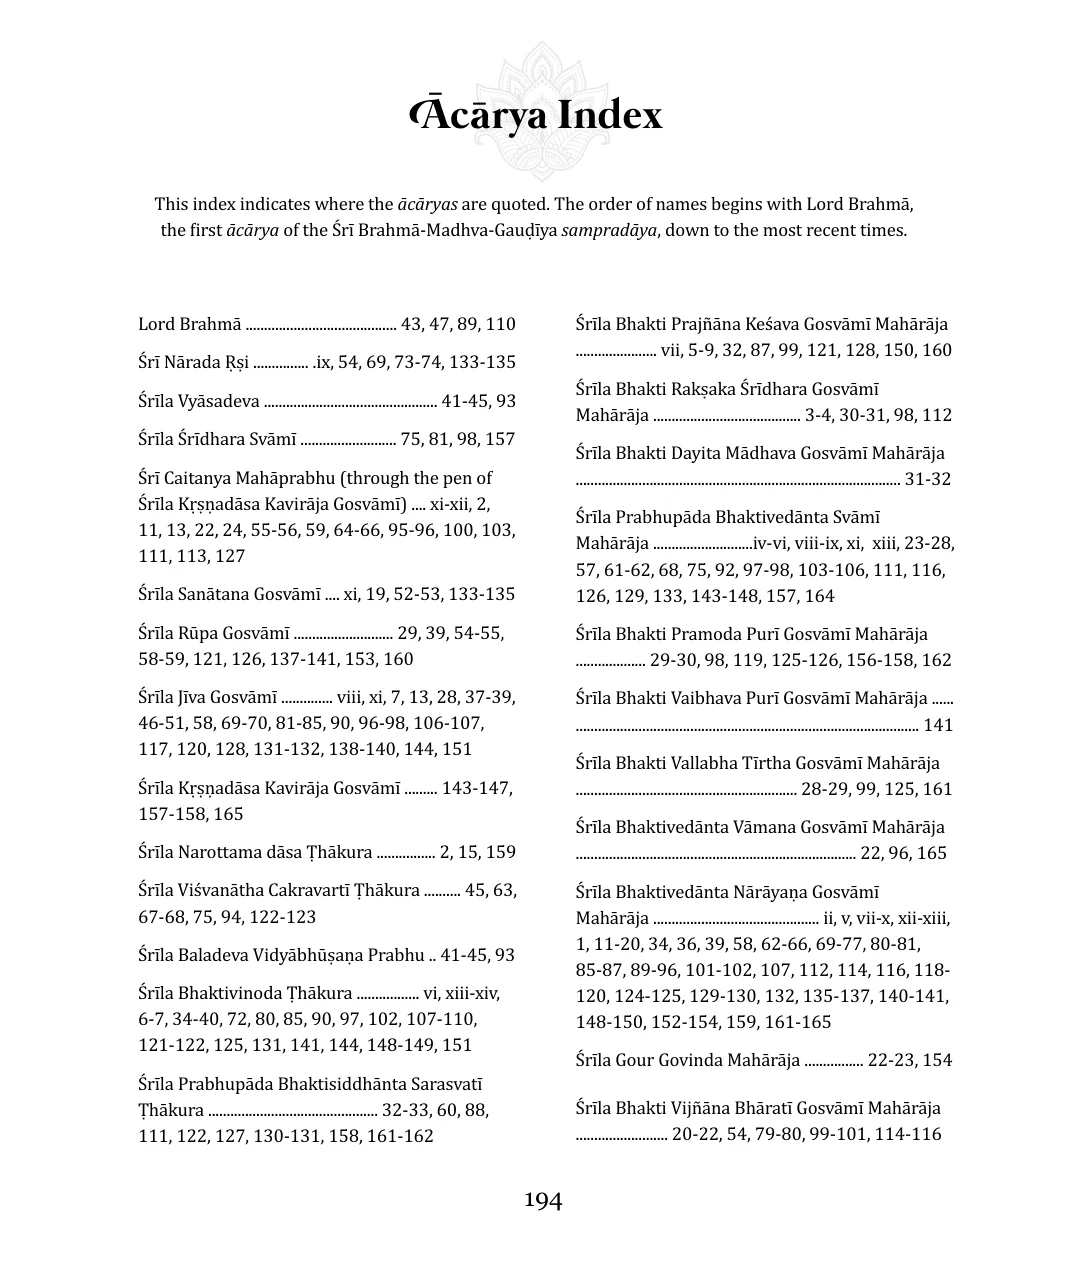 Ācārya Index
This index indicates where the ācāryas are quoted. The order of names begins with Lord Brahmā,
the first ācārya of the Śrī Brahmā-Madhva-Gauḍīya sampradāya, down to the most recent times.
Lord Brahmā ......................................... 43, 47, 89, 110
Śrī Nārada Ṛṣi ............... .ix, 54, 69, 73-74, 133-135
Śrīla Vyāsadeva ............................................... 41-45, 93
Śrīla Śrīdhara Svāmī .......................... 75, 81, 98, 157
Śrī Caitanya Mahāprabhu (through the pen of
Śrīla Kṛṣṇadāsa Kavirāja Gosvāmī) .... xi-xii, 2,
11, 13, 22, 24, 55-56, 59, 64-66, 95-96, 100, 103,
111, 113, 127
Śrīla Sanātana Gosvāmī .... xi, 19, 52-53, 133-135
Śrīla Rūpa Gosvāmī ........................... 29, 39, 54-55,
58-59, 121, 126, 137-141, 153, 160
Śrīla Jīva Gosvāmī .............. viii, xi, 7, 13, 28, 37-39,
46-51, 58, 69-70, 81-85, 90, 96-98, 106-107,
117, 120, 128, 131-132, 138-140, 144, 151
Śrīla Kṛṣṇadāsa Kavirāja Gosvāmī ......... 143-147,
157-158, 165
Śrīla Narottama dāsa Ṭhākura ................ 2, 15, 159
Śrīla Viśvanātha Cakravartī Ṭhākura .......... 45, 63,
67-68, 75, 94, 122-123
Śrīla Baladeva Vidyābhūṣaṇa Prabhu .. 41-45, 93
Śrīla Bhaktivinoda Ṭhākura ................. vi, xiii-xiv,
6-7, 34-40, 72, 80, 85, 90, 97, 102, 107-110,
121-122, 125, 131, 141, 144, 148-149, 151
Śrīla Prabhupāda Bhaktisiddhānta Sarasvatī
Ṭhākura .............................................. 32-33, 60, 88,
111, 122, 127, 130-131, 158, 161-162
Śrīla Bhakti Prajñāna Keśava Gosvāmī Mahārāja
...................... vii, 5-9, 32, 87, 99, 121, 128, 150, 160
Śrīla Bhakti Rakṣaka Śrīdhara Gosvāmī
Mahārāja ........................................ 3-4, 30-31, 98, 112
Śrīla Bhakti Dayita Mādhava Gosvāmī Mahārāja
........................................................................................ 31-32
Śrīla Prabhupāda Bhaktivedānta Svāmī
Mahārāja ...........................iv-vi, viii-ix, xi, xiii, 23-28,
57, 61-62, 68, 75, 92, 97-98, 103-106, 111, 116,
126, 129, 133, 143-148, 157, 164
Śrīla Bhakti Pramoda Purī Gosvāmī Mahārāja
................... 29-30, 98, 119, 125-126, 156-158, 162
Śrīla Bhakti Vaibhava Purī Gosvāmī Mahārāja ......
............................................................................................. 141
Śrīla Bhakti Vallabha Tīrtha Gosvāmī Mahārāja
............................................................ 28-29, 99, 125, 161
Śrīla Bhaktivedānta Vāmana Gosvāmī Mahārāja
............................................................................ 22, 96, 165
Śrīla Bhaktivedānta Nārāyaṇa Gosvāmī
Mahārāja ............................................. ii, v, vii-x, xii-xiii,
1, 11-20, 34, 36, 39, 58, 62-66, 69-77, 80-81,
85-87, 89-96, 101-102, 107, 112, 114, 116, 118-
120, 124-125, 129-130, 132, 135-137, 140-141,
148-150, 152-154, 159, 161-165
Śrīla Gour Govinda Mahārāja ................ 22-23, 154
Śrīla Bhakti Vijñāna Bhāratī Gosvāmī Mahārāja
......................... 20-22, 54, 79-80, 99-101, 114-116
194